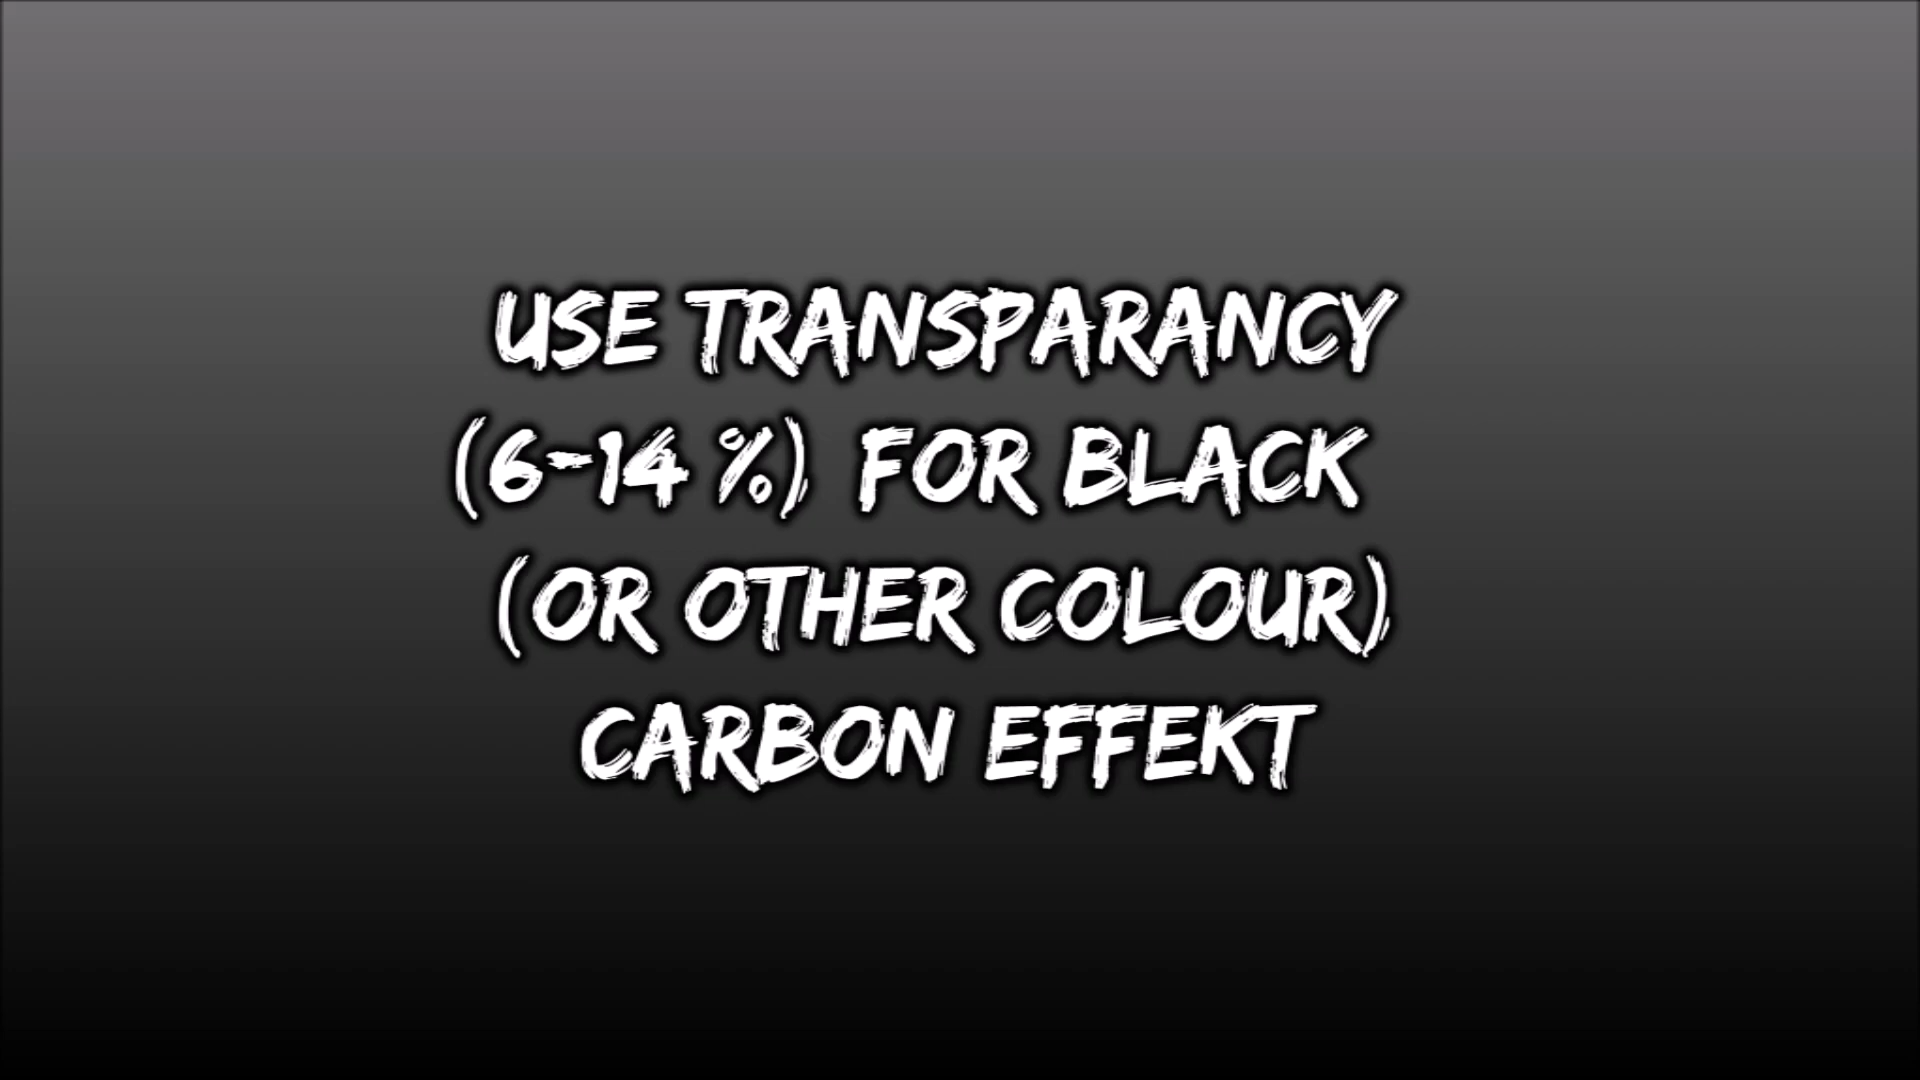 USE TRANSPARANCY
(6-14 %) FOR BLACK
(OR OTHER COLOUR)
CARBON EFFEKT